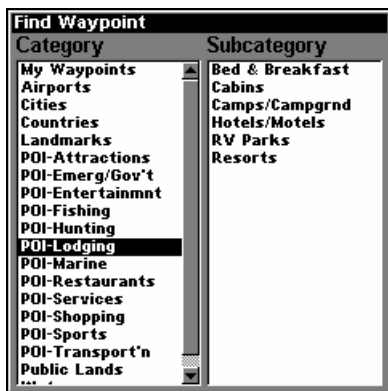 Find Waypoint
Category
My Waypoints
Airports
Cities
Countries
Landmarks
POI-Attractions
POI-Emerg/Gov't
POI-Entertainmnt
POI-Fishing
POI-Hunting
POI-Lodging
POI-Marine
POI-Restaurants
POI-Services
POI-Shopping
POI-Sports
POI-Transport'n
Public Lands
Subcategory
Bed & Breakfast
Cabins
Camps/Campgrnd
Hotels/Motels
RV Parks
Resorts